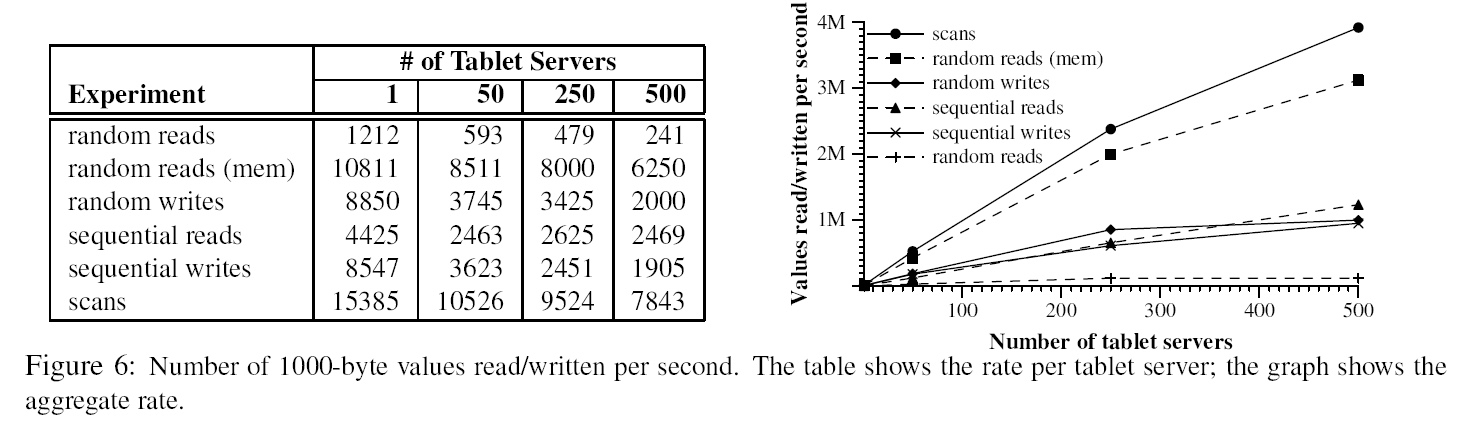 # of Tablet Servers
Experiment 1 50 250 500
random reads 1212 593 479 241
random reads (mem) 10811 8511 8000 6250
random writes 8850 3745 3425 2000
sequential reads 4425 2463 2625 2469
sequential writes 8547 3623 2451 1905
scans 15385 10526 9524 7843
Values read/written per second
4M
3M
2M
1M
scans
random reads (mem)
random writes
sequential reads
sequential writes
random reads
100 200 300 400 500
Number of tablet servers
Figure 6: Number of 1000-byte values read/written per second. The table shows the rate per tablet server; the graph shows the
aggregate rate.